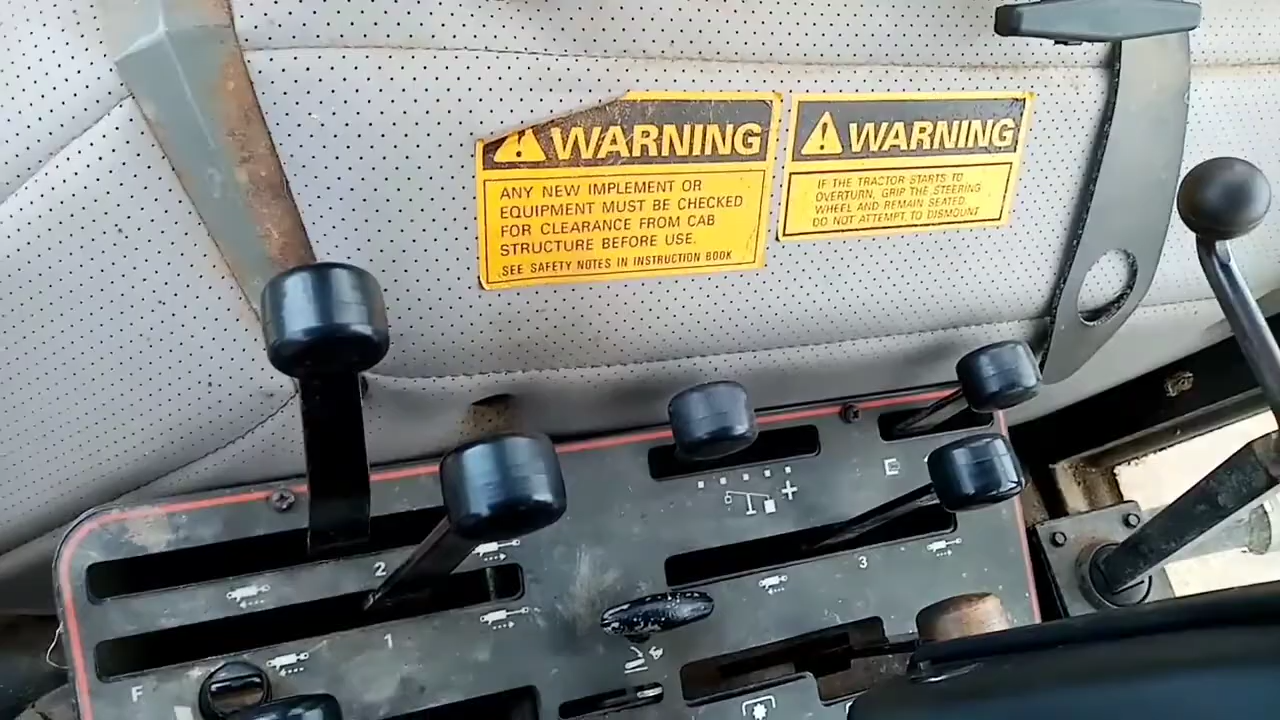 WARNING
ANY NEW IMPLEMENT OR
EQUIPMENT MUST BE CHECKED
FOR CLEARANCE FROM CAB
STRUCTURE BEFORE USE.
SEE SAFETY NOTES IN INSTRUCTION BOOK
WARNING
IF THE TRACTOR STARTS TO
OVERTURN, GRIP THE STEERING
WHEEL AND REMAIN SEATED.
DO NOT ATTEMPT TO DISMOUNT
2
3
1
F